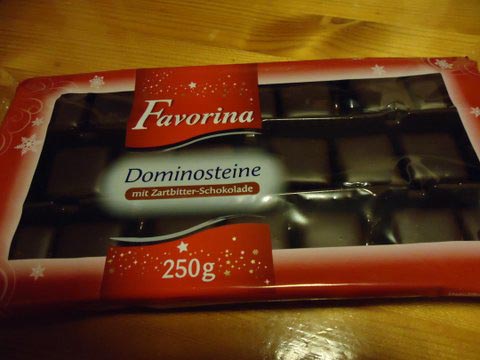 Favorina
Dominosteine
mit Zartbitter-Schokolade
250g